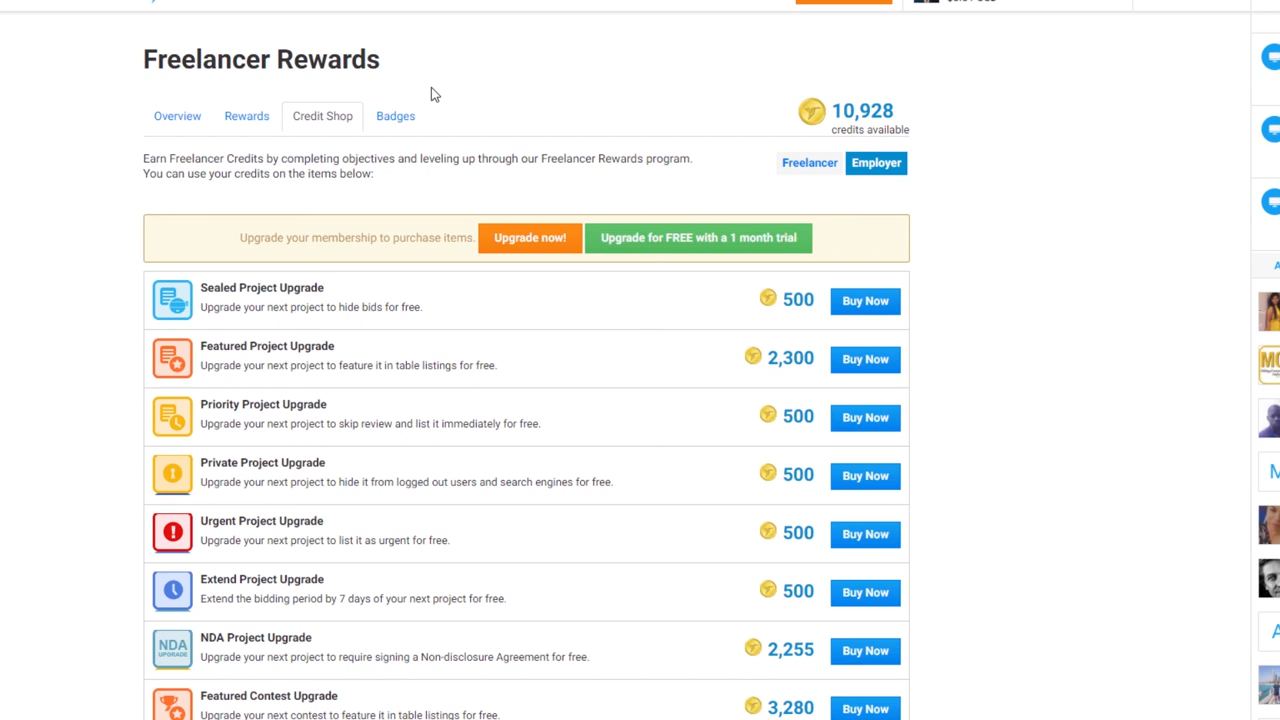 Freelancer Rewards
Overview Rewards Credit Shop Badges
10,928
credits available
Earn Freelancer Credits by completing objectives and leveling up through our Freelancer Rewards program.
You can use your credits on the items below:
Freelancer Employer
Upgrade your membership to purchase items. Upgrade now! Upgrade for FREE with a 1 month trial
Sealed Project Upgrade
Upgrade your next project to hide bids for free.
500 Buy Now
Featured Project Upgrade
Upgrade your next project to feature it in table listings for free.
2,300 Buy Now
Priority Project Upgrade
Upgrade your next project to skip review and list it immediately for free.
500 Buy Now
Private Project Upgrade
Upgrade your next project to hide it from logged out users and search engines for free.
500 Buy Now
Urgent Project Upgrade
Upgrade your next project to list it as urgent for free.
500 Buy Now
Extend Project Upgrade
Extend the bidding period by 7 days of your next project for free.
500 Buy Now
NDA
UPGRADE
NDA Project Upgrade
Upgrade your next project to require signing a Non-disclosure Agreement for free.
2,255 Buy Now
Featured Contest Upgrade
Upgrade your next contest to feature it in table listings for free.
3,280 Buy Now